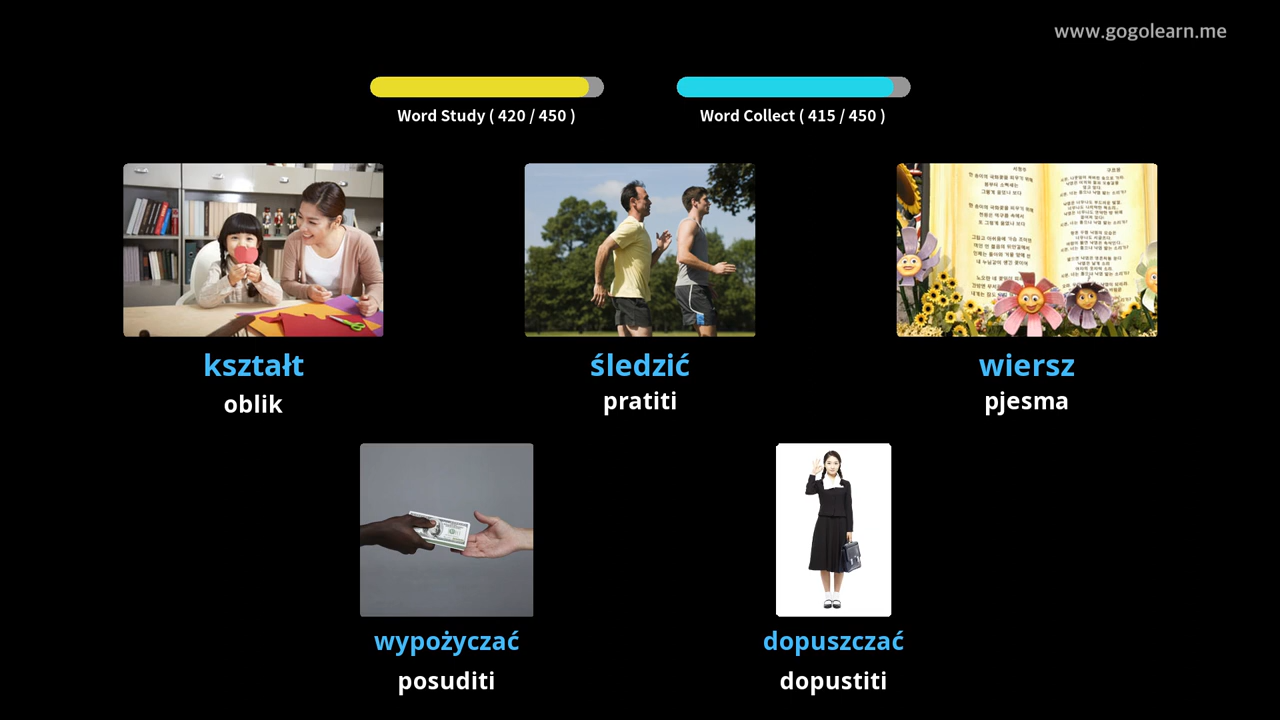 www.gogolearn.me
Word Study ( 420 / 450 )
Word Collect ( 415 / 450 )
kształt
oblik
śledzić
pratiti
wiersz
pjesma
wypożyczać
posuditi
dopuszczać
dopustiti